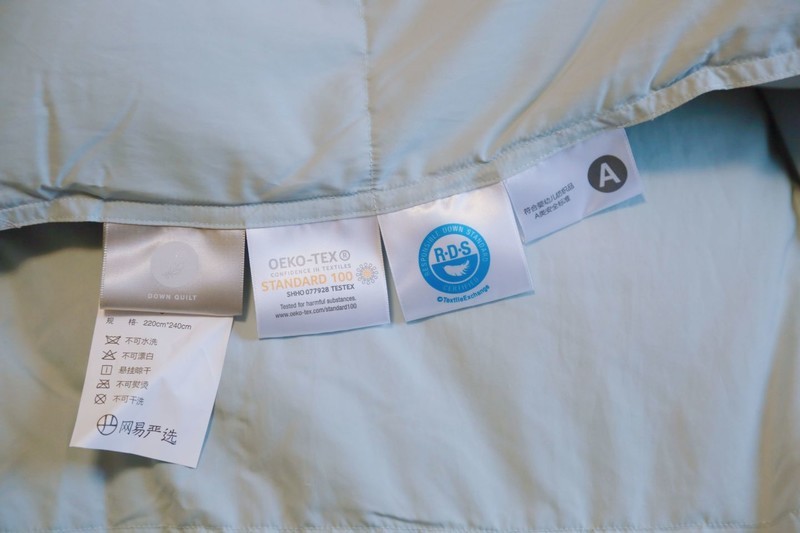 DOWN QUILT
规 格: 220cm*240cm
不可水洗
不可漂白
悬挂晾干
不可熨烫
不可干洗
网易严选
OEKO-TEX®
CONFIDENCE IN TEXTILES
STANDARD 100
SHHO 077928 TESTEX
Tested for harmful substances.
www.oeko-tex.com/standard100
RESPONSIBLE DOWN STANDARD
R·D·S
CERTIFIED
©TextileExchange
A
符合婴幼儿纺织品
A类安全标准